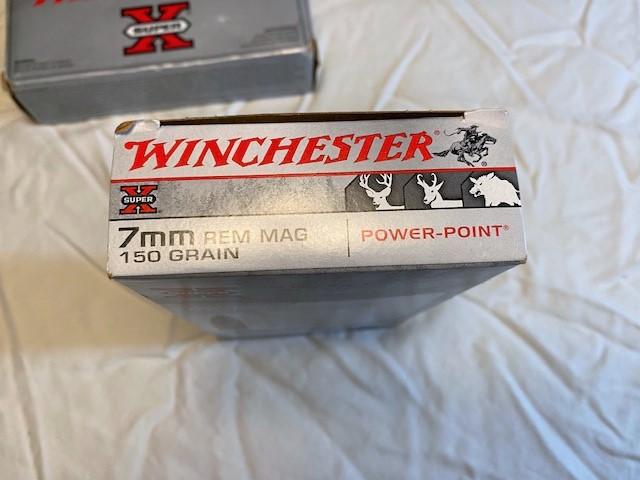 SUPER
X
WINCHESTER®
SUPER
X
7mm REM MAG
150 GRAIN
POWER-POINT®